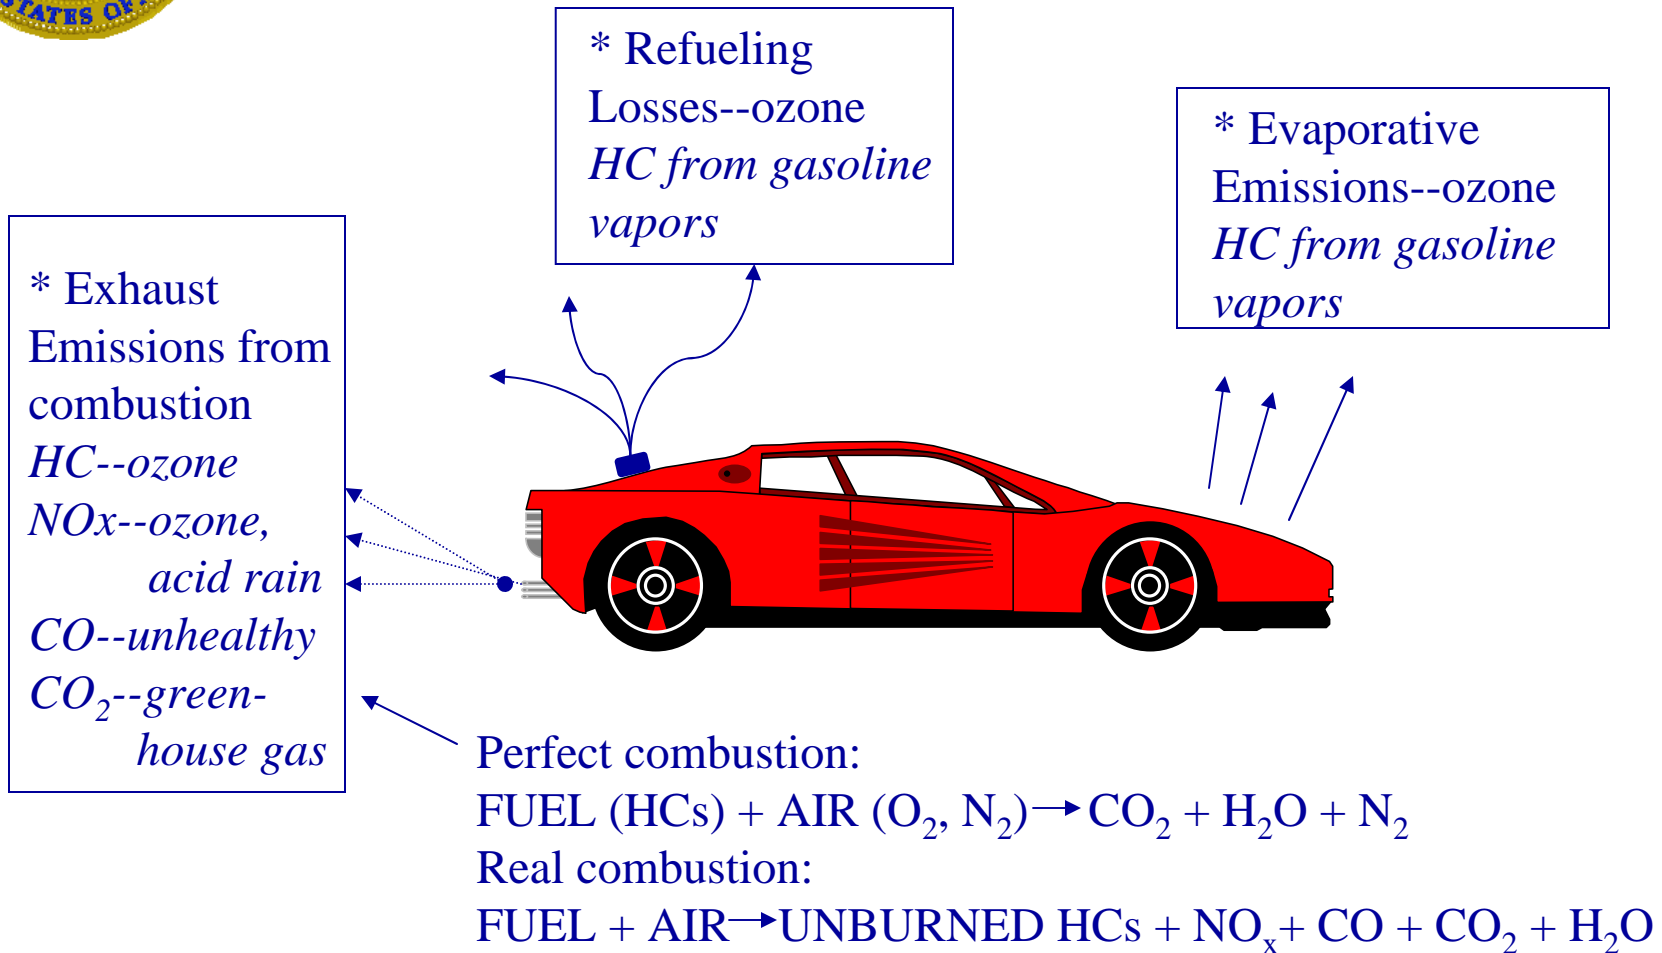 STATES OF
* Refueling
Losses--ozone
HC from gasoline
vapors
* Evaporative
Emissions--ozone
HC from gasoline
vapors
* Exhaust
Emissions from
combustion
HC--ozone
NOx--ozone,
acid rain
CO--unhealthy
CO₂--green-
house gas
Perfect combustion:
FUEL (HCs) + AIR (O₂, N₂)→CO₂ + H₂O + N₂
Real combustion:
FUEL + AIR→UNBURNED HCs + NOₓ+ CO + CO₂ + H₂O